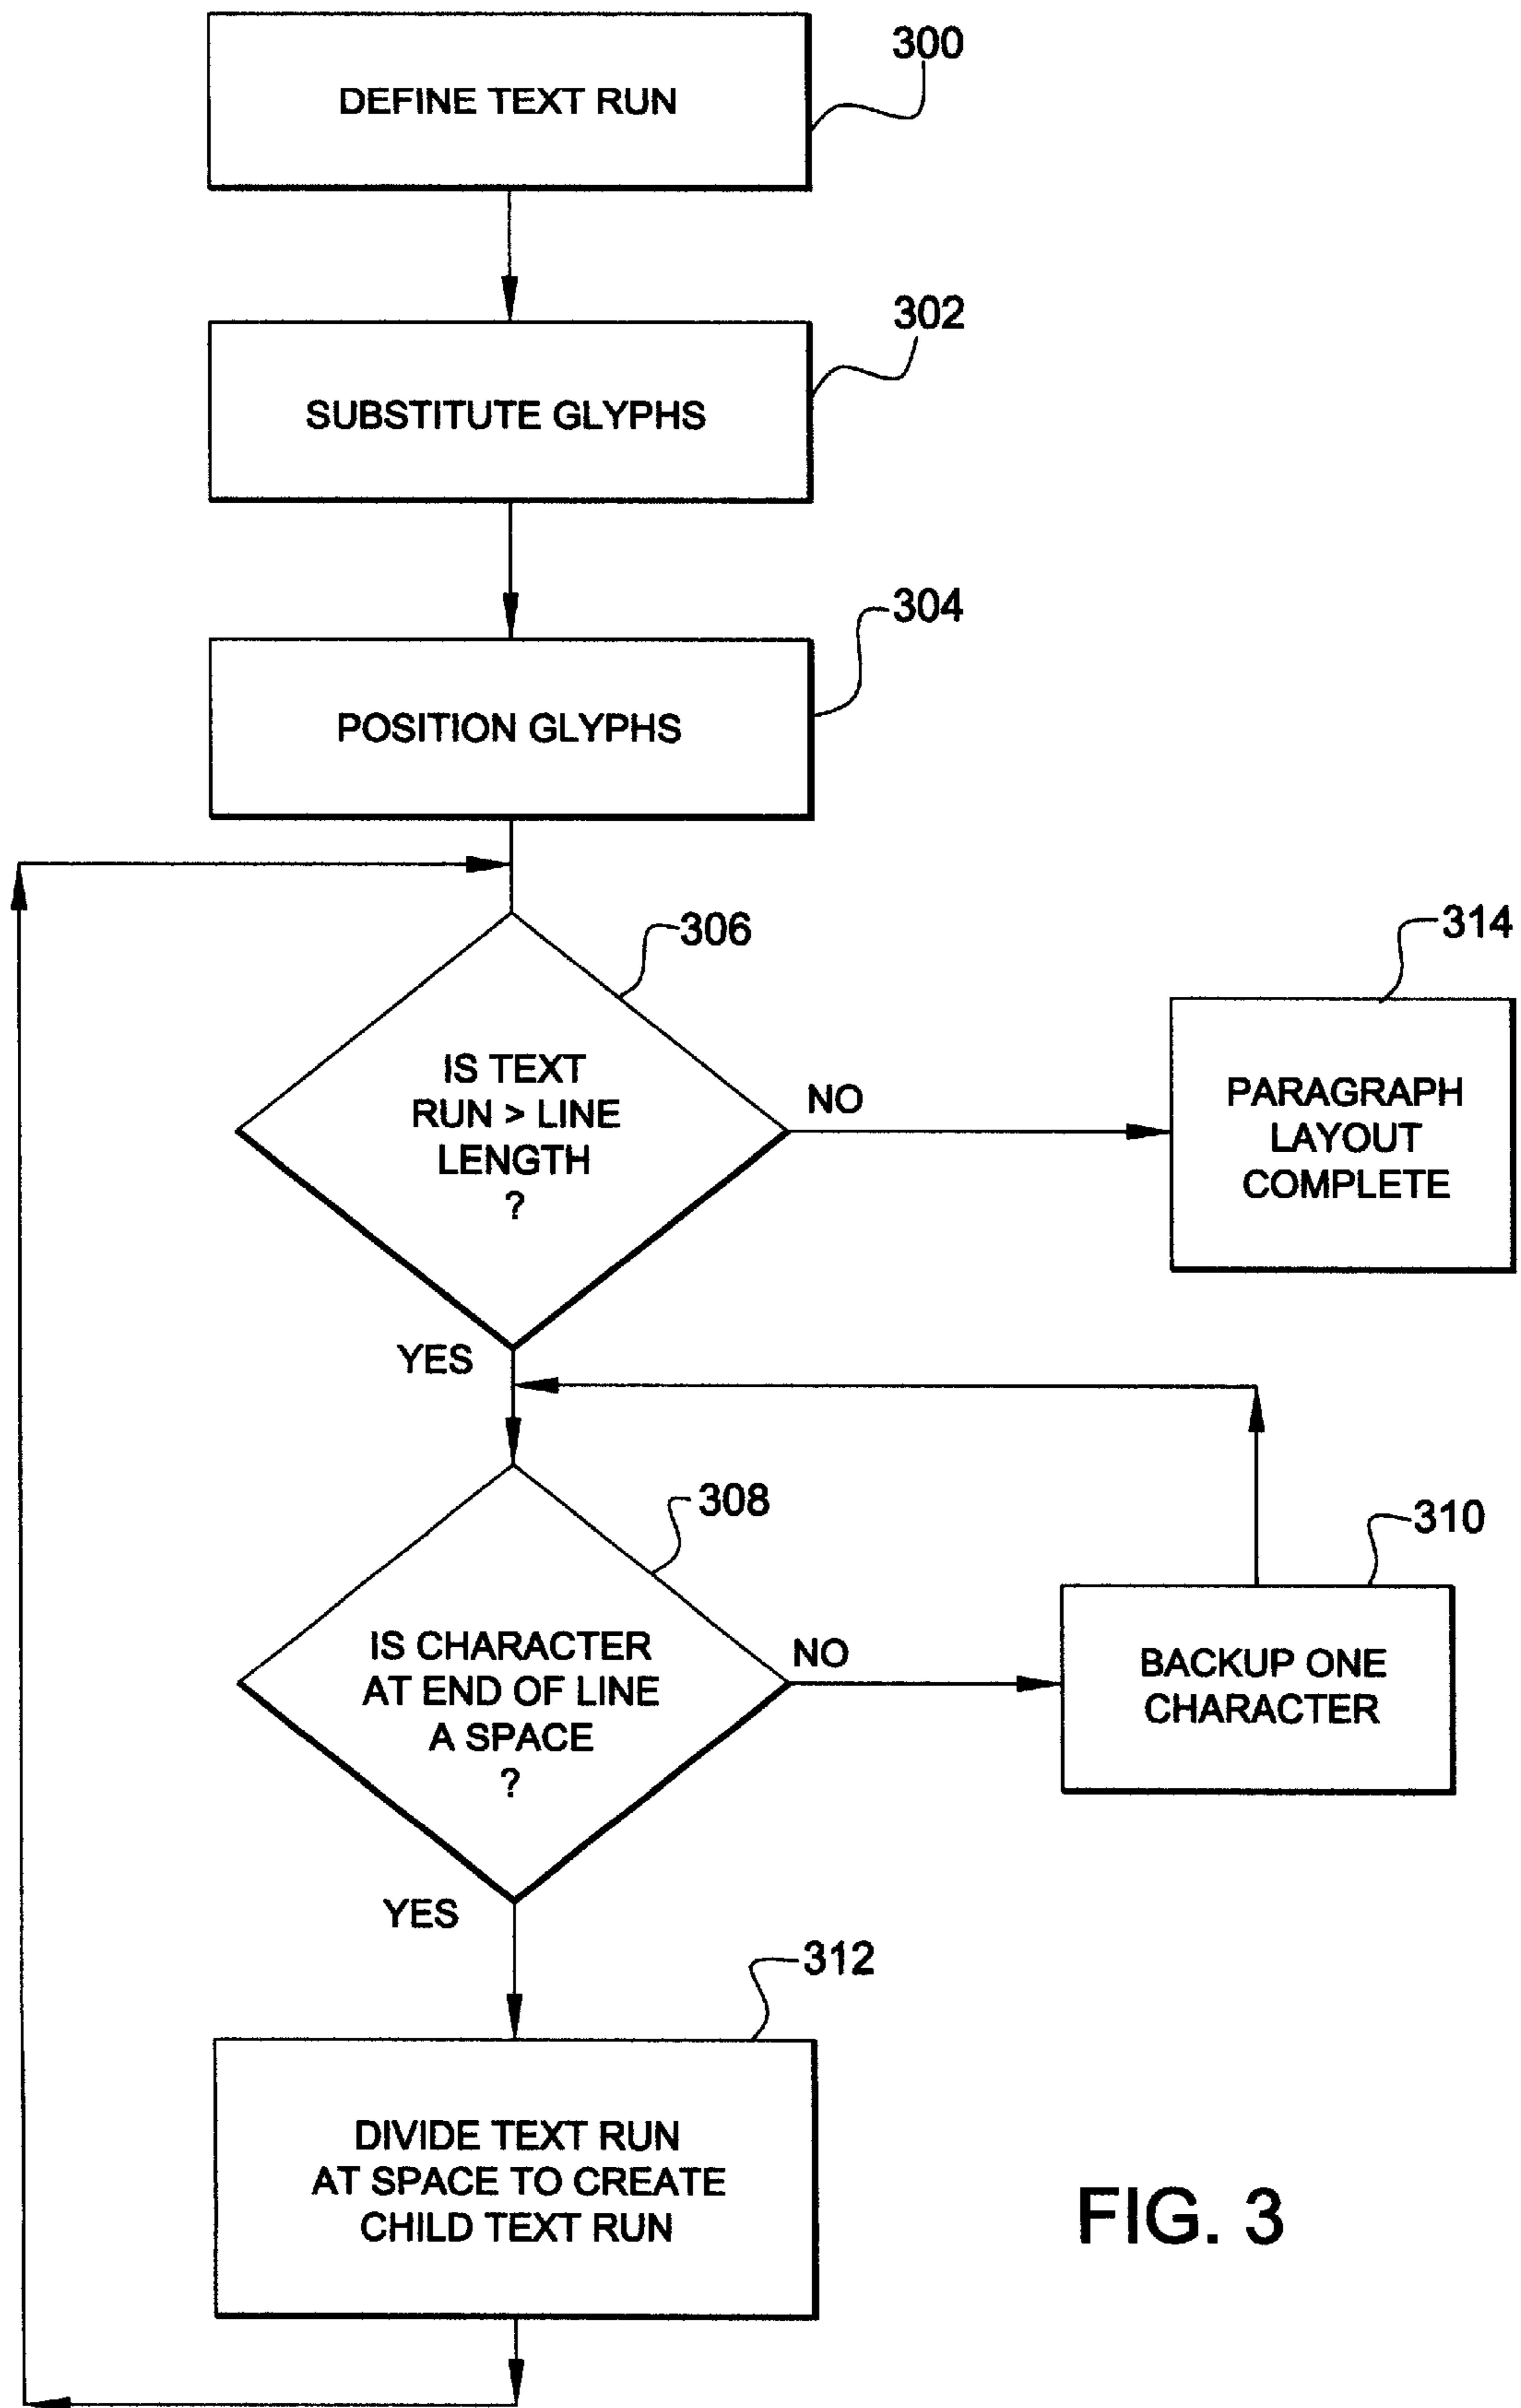 300
DEFINE TEXT RUN
302
SUBSTITUTE GLYPHS
304
POSITION GLYPHS
306
IS TEXT
RUN > LINE
LENGTH
?
NO
314
PARAGRAPH
LAYOUT
COMPLETE
YES
308
IS CHARACTER
AT END OF LINE
A SPACE
?
NO
310
BACKUP ONE
CHARACTER
YES
312
DIVIDE TEXT RUN
AT SPACE TO CREATE
CHILD TEXT RUN
FIG. 3